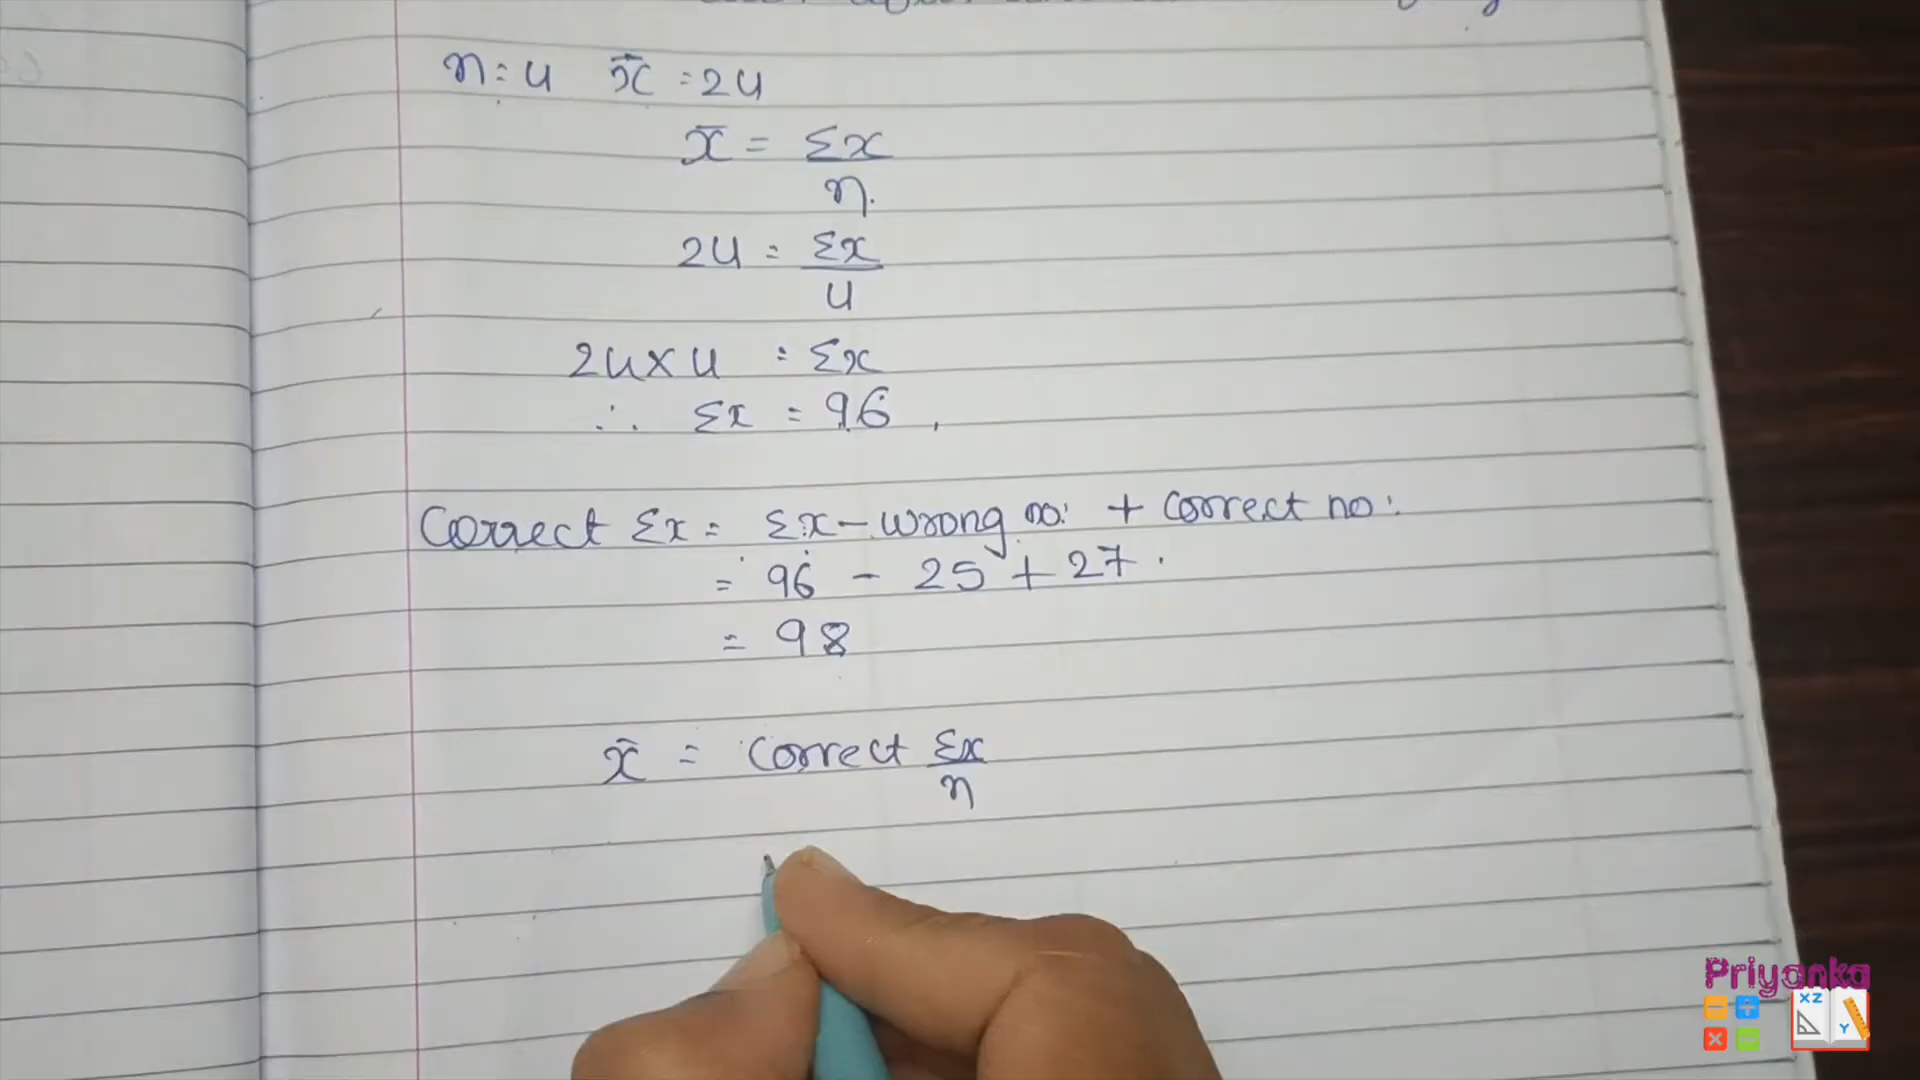 n = 4 x̄ = 24
x̄ = Σx
n.
24 = Σx
4
24 x 4 = Σx
∴ Σx = 96
Correct Σx = Σx - wrong no: + Correct no:
= 96 - 25 + 27.
= 98
x̄ = Correct Σx
n
Priyanka
XZ
Y